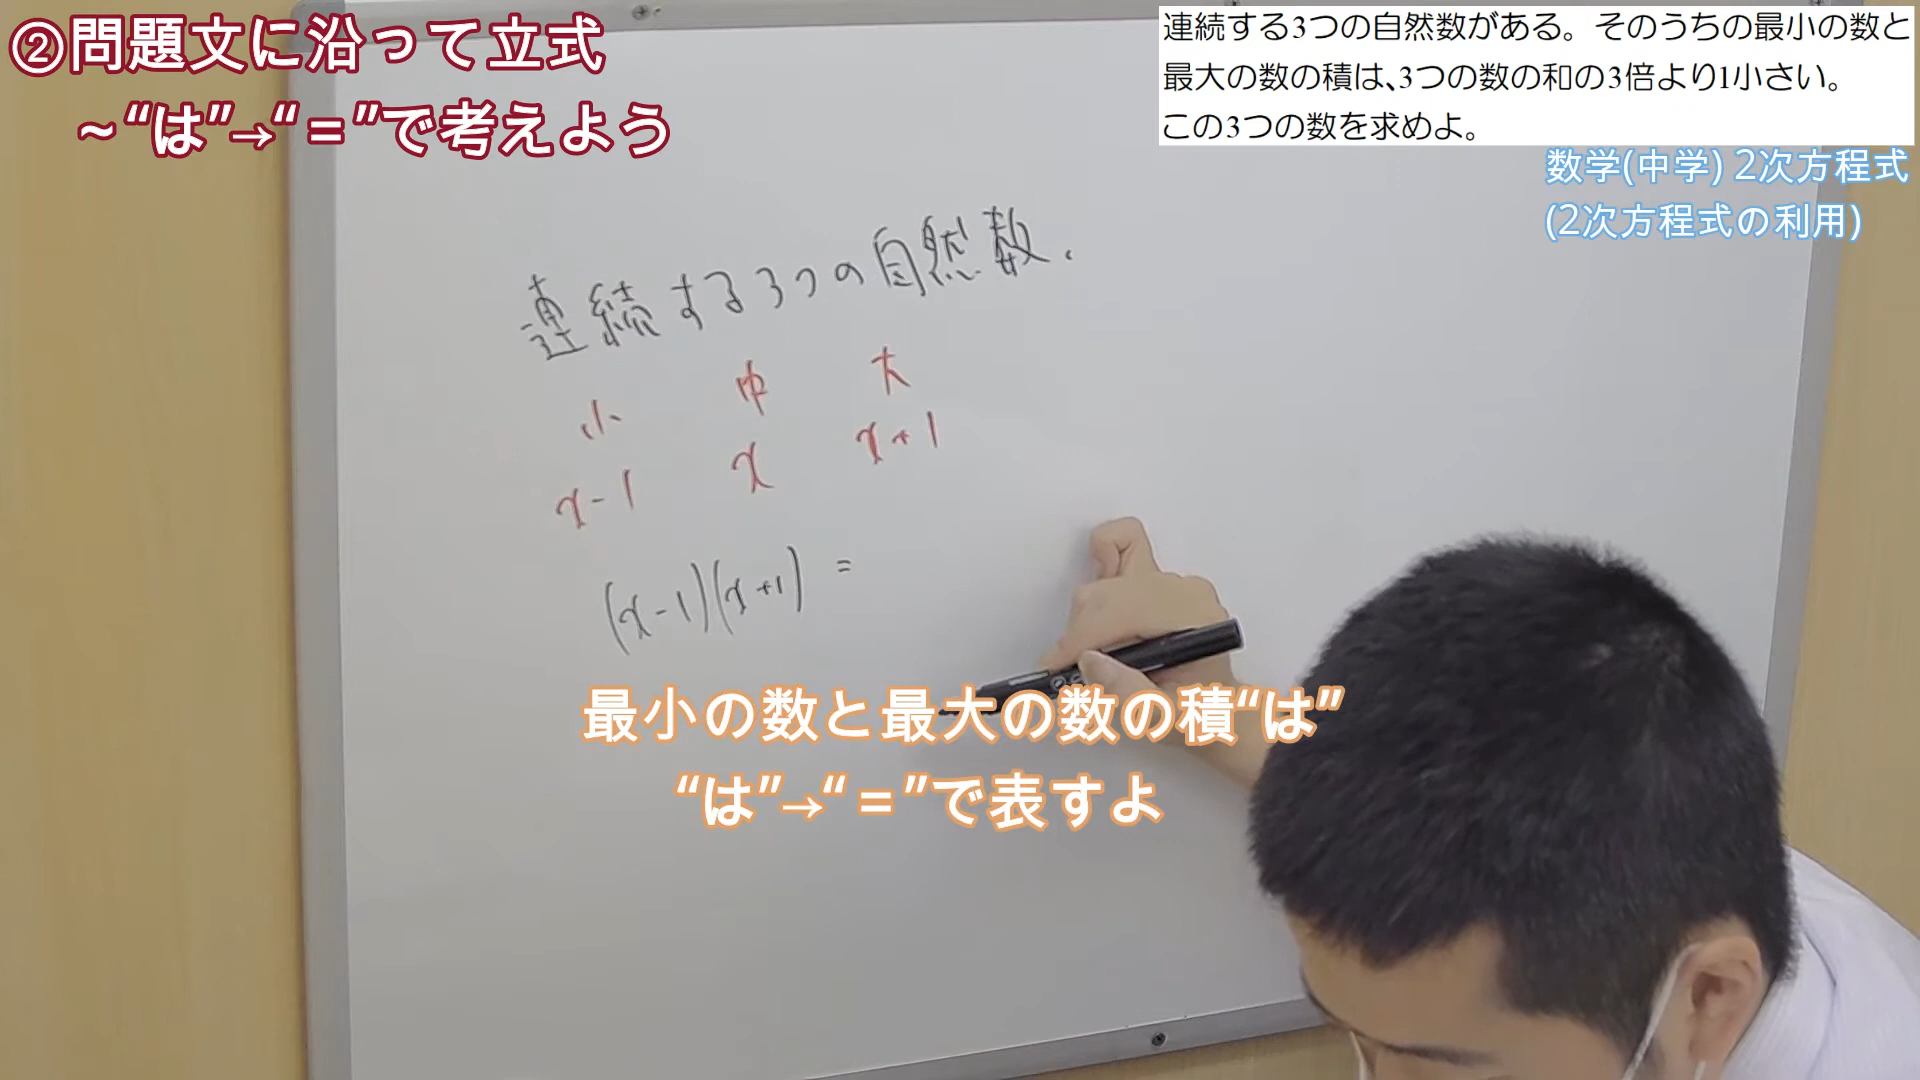 ②問題文に沿って立式
~“は”→“=”で考えよう
連続する3つの自然数がある。そのうちの最小の数と
最大の数の積は、3つの数の和の3倍より1小さい。
この3つの数を求めよ。
数学(中学) 2次方程式
(2次方程式の利用)
連続する3つの自然数.
小 中 大
x-1 x x+1
(x-1)(x+1) =
最小の数と最大の数の積“は”
“は”→“=”で表すよ